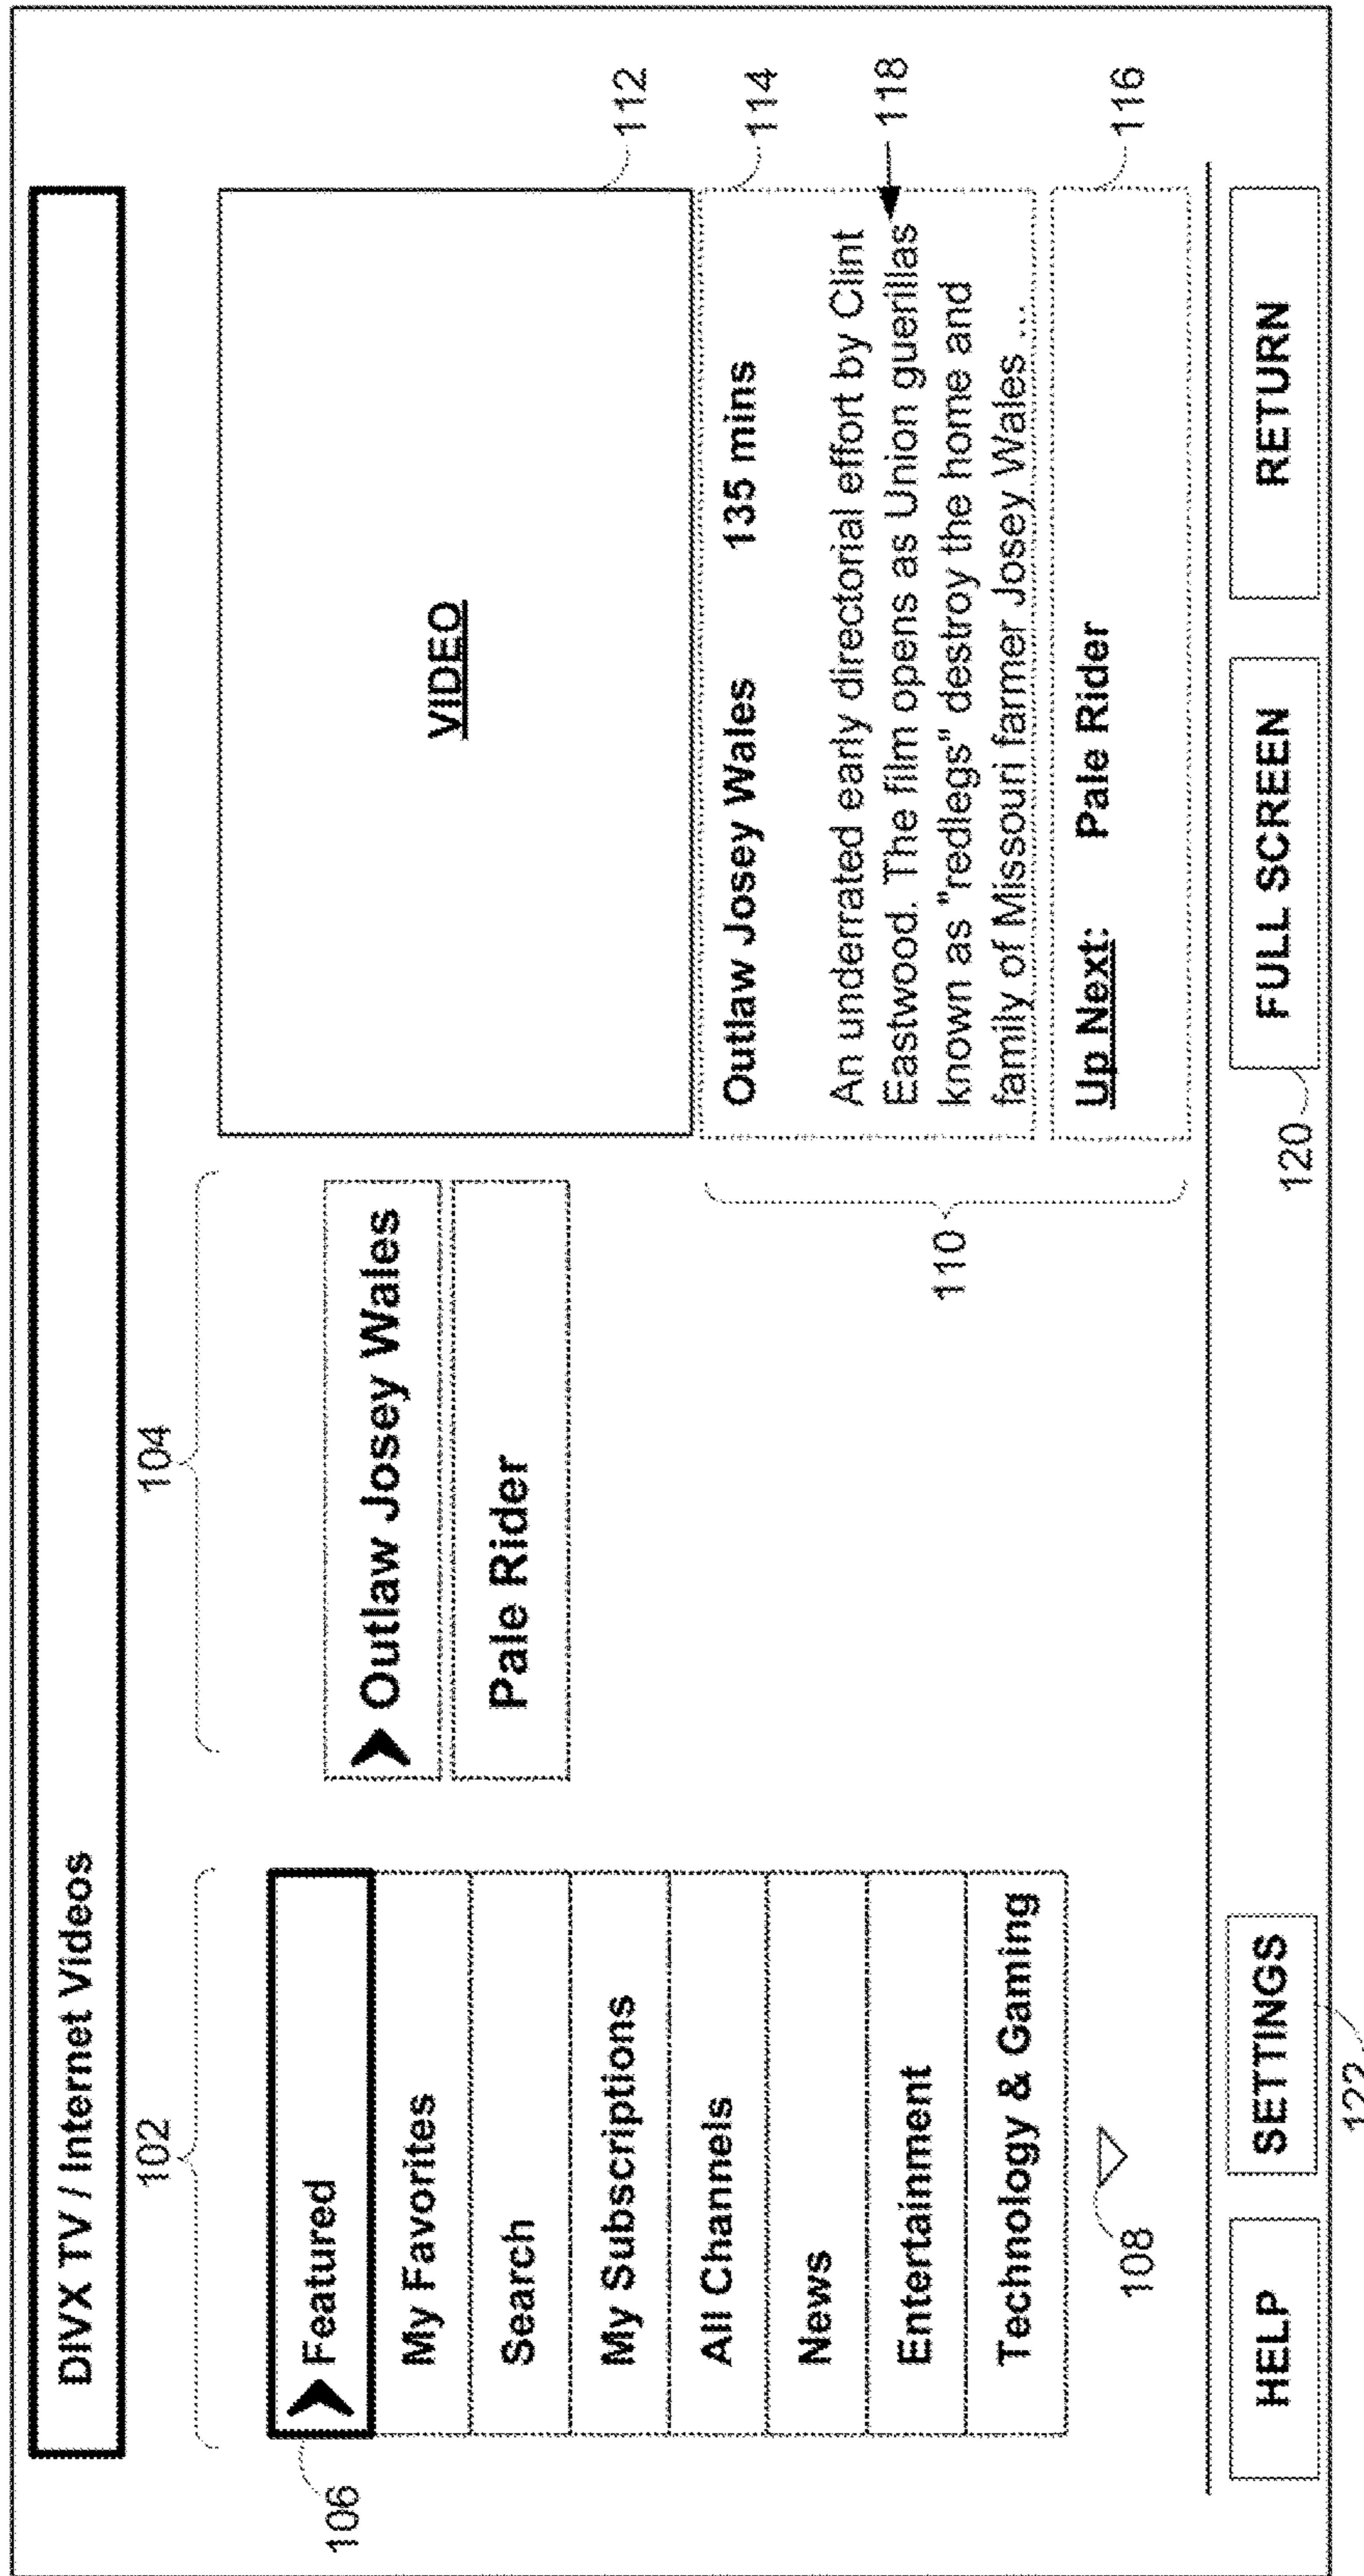 DIVX TV / Internet Videos
102
104
106
Featured
My Favorites
Search
My Subscriptions
All Channels
News
Entertainment
Technology & Gaming
108
Outlaw Josey Wales
Pale Rider
VIDEO
112
Outlaw Josey Wales 135 mins
114
An underrated early directorial effort by Clint
Eastwood. The film opens as Union guerillas
known as "redlegs" destroy the home and
family of Missouri farmer Josey Wales ...
118
110
Up Next: Pale Rider
116
HELP
SETTINGS
FULL SCREEN
RETURN
120
122